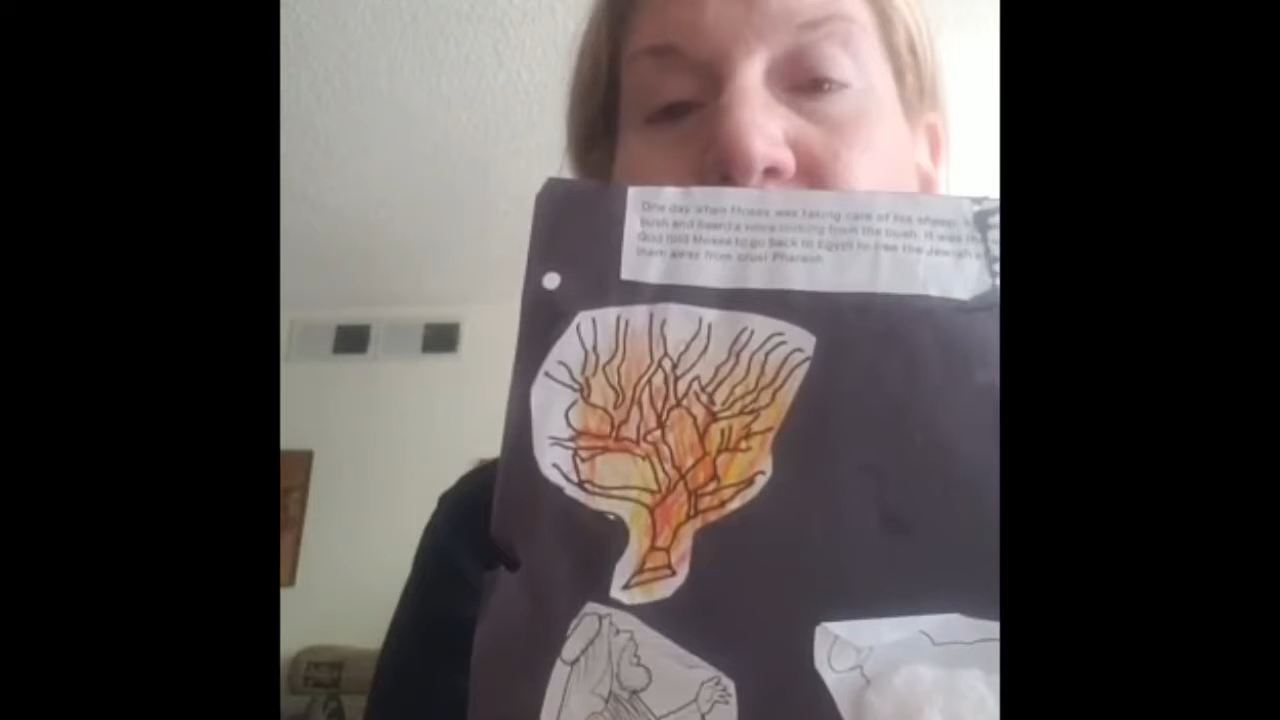 One day when Moses was taking care of his sheep,
bush and heard a voice coming from the bush. It was the
God told Moses to go back to Egypt to free the Jewish
them away from cruel Pharaoh.